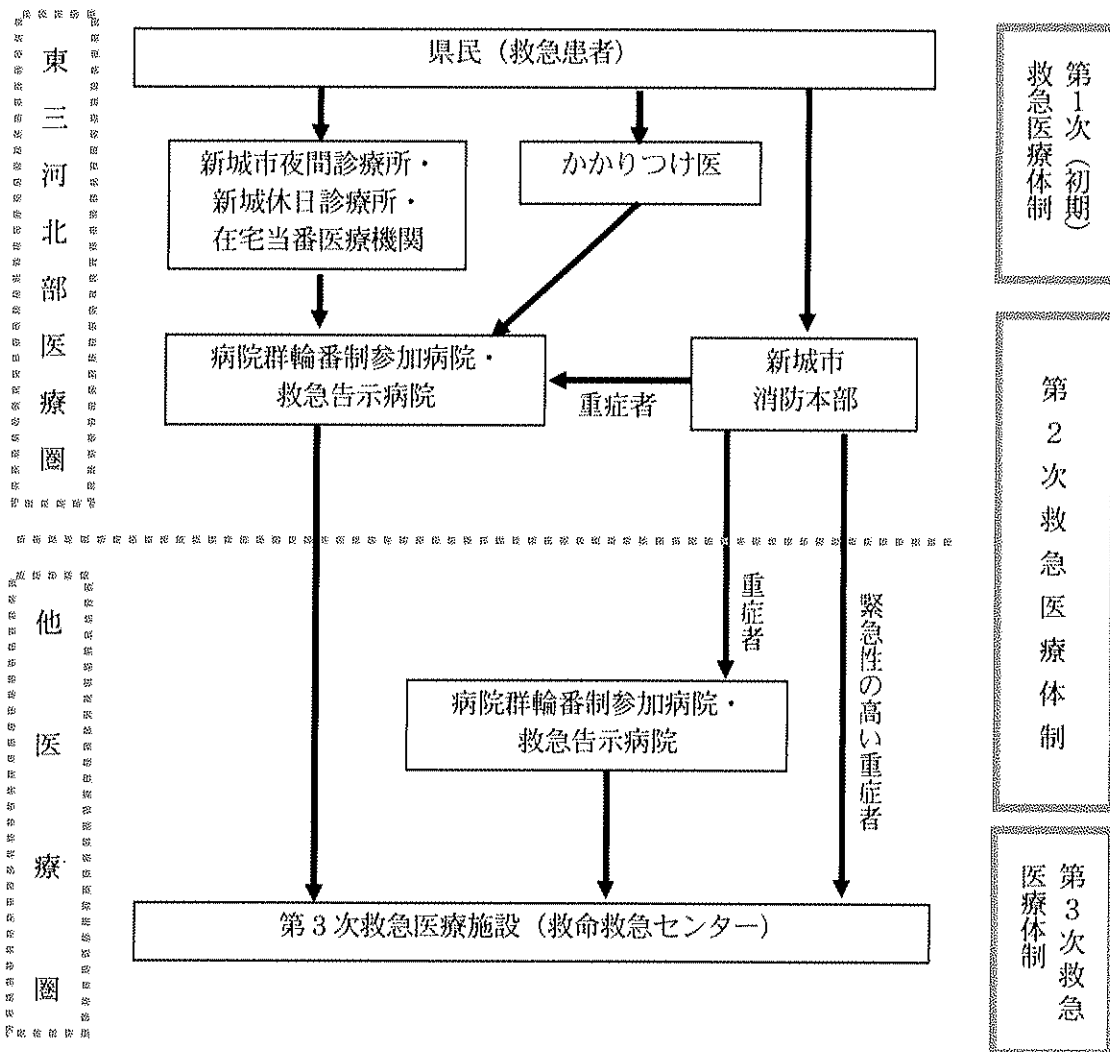 東三河北部医療圏
県民（救急患者）
第1次（初期）
救急医療体制
新城市夜間診療所・
新城休日診療所・
在宅当番医療機関
かかりつけ医
病院群輪番制参加病院・
救急告示病院
重症者
新城市
消防本部
第2次救急医療体制
他医療圏
重症者
緊急性の高い重症者
病院群輪番制参加病院・
救急告示病院
第3次救急医療施設（救命救急センター）
第3次救急
医療体制